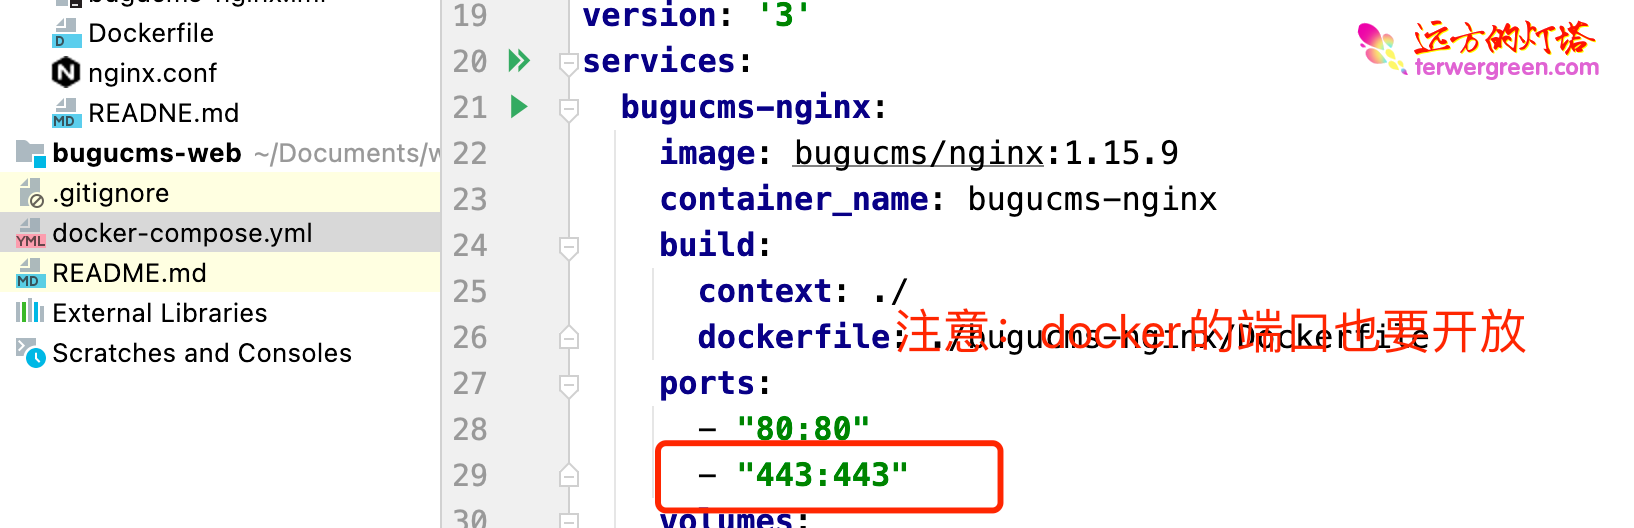 bugucms-nginx.iml
Dockerfile
nginx.conf
READNE.md
bugucms-web ~/Documents/w
.gitignore
docker-compose.yml
README.md
External Libraries
Scratches and Consoles
19 version: '3'
20 services:
21 bugucms-nginx:
22 image: bugucms/nginx:1.15.9
23 container_name: bugucms-nginx
24 build:
25 context: ./
26 dockerfile: ./bugucms-nginx/Dockerfile
注意：docker的端口也要开放
27 ports:
28 - "80:80"
29 - "443:443"
30 volumes:
远方的灯塔
terwergreen.com